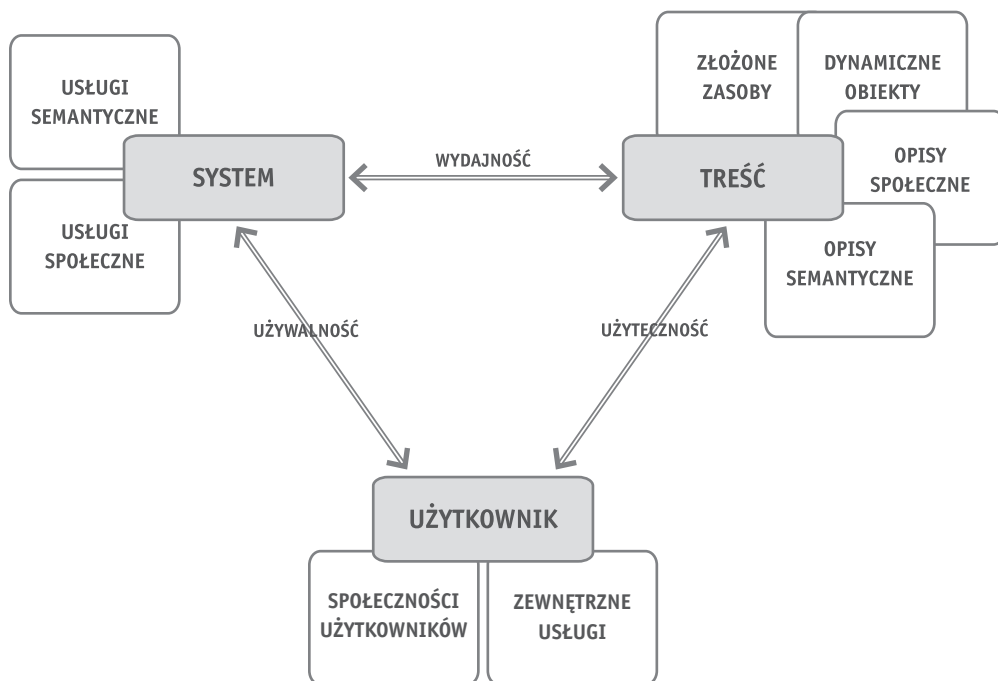 USŁUGI
SEMANTYCZNE
SYSTEM
USŁUGI
SPOŁECZNE
WYDAJNOŚĆ
ZŁOŻONE
ZASOBY
DYNAMICZNE
OBIEKTY
TREŚĆ
OPISY
SPOŁECZNE
OPISY
SEMANTYCZNE
UŻYWALNOŚĆ
UŻYTECZNOŚĆ
UŻYTKOWNIK
SPOŁECZNOŚCI
UŻYTKOWNIKÓW
ZEWNĘTRZNE
USŁUGI